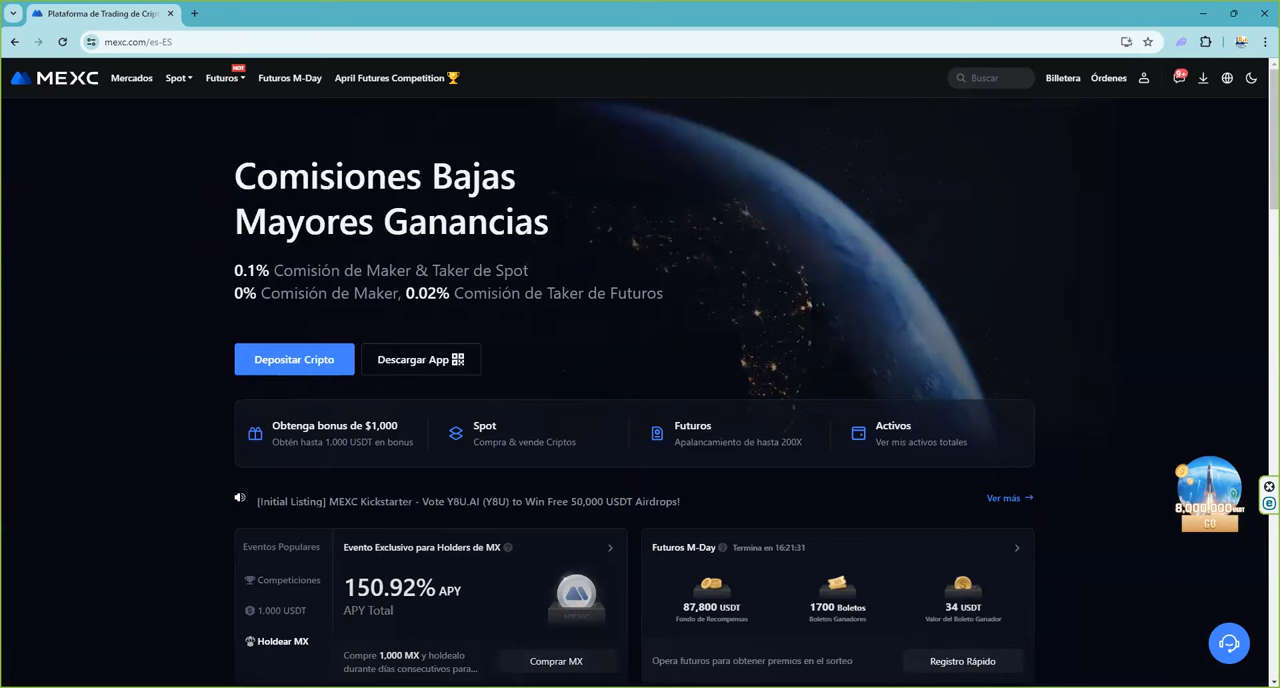 Plataforma de Trading de Crip
mexc.com/es-ES
MEXC
Mercados
Spot
Futuros
HOT
Futuros M-Day
April Futures Competition
Buscar
Billetera
Órdenes
9+
Comisiones Bajas
Mayores Ganancias
0.1% Comisión de Maker & Taker de Spot
0% Comisión de Maker, 0.02% Comisión de Taker de Futuros
Depositar Cripto
Descargar App
Obtenga bonus de $1,000
Obtén hasta 1,000 USDT en bonus
Spot
Compra & vende Criptos
Futuros
Apalancamiento de hasta 200X
Activos
Ver mis activos totales
[Initial Listing] MEXC Kickstarter - Vote Y8U.AI (Y8U) to Win Free 50,000 USDT Airdrops!
Ver más
8,000,000 USDT
GO
Eventos Populares
Competiciones
1,000 USDT
Holdear MX
Evento Exclusivo para Holders de MX
150.92% APY
APY Total
MEXC
Compre 1,000 MX y holdealo
durante días consecutivos para...
Comprar MX
Futuros M-Day
Termina en 16:21:31
87,800 USDT
Fondo de Recompensas
1700 Boletos
Boletos Ganadores
34 USDT
Valor del Boleto Ganador
Opera futuros para obtener premios en el sorteo
Registro Rápido